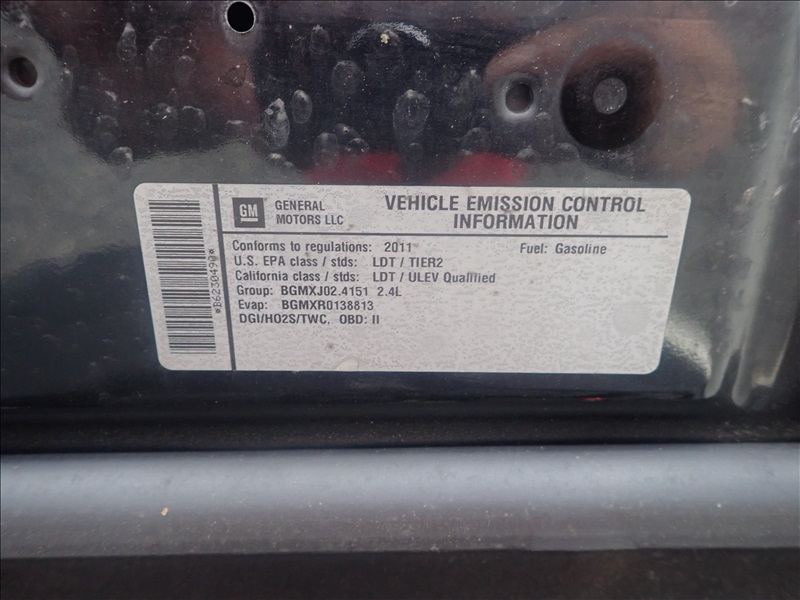 *B6230490*
GM
GENERAL
MOTORS LLC
VEHICLE EMISSION CONTROL
INFORMATION
Conforms to regulations: 2011 Fuel: Gasoline
U.S. EPA class / stds: LDT / TIER2
California class / stds: LDT / ULEV Qualified
Group: BGMXJ02.4151 2.4L
Evap: BGMXR0138813
DGI/HO2S/TWC, OBD: II